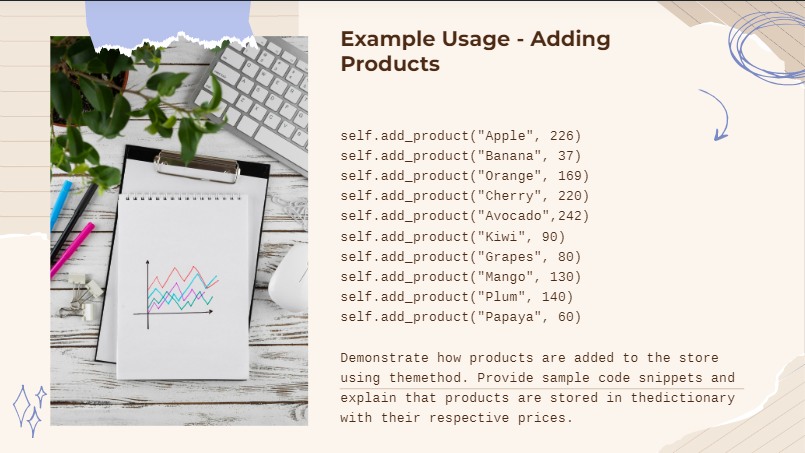 Example Usage - Adding
Products
self.add_product("Apple", 226)
self.add_product("Banana", 37)
self.add_product("Orange", 169)
self.add_product("Cherry", 220)
self.add_product("Avocado",242)
self.add_product("Kiwi", 90)
self.add_product("Grapes", 80)
self.add_product("Mango", 130)
self.add_product("Plum", 140)
self.add_product("Papaya", 60)
Demonstrate how products are added to the store
using themethod. Provide sample code snippets and
explain that products are stored in thedictionary
with their respective prices.